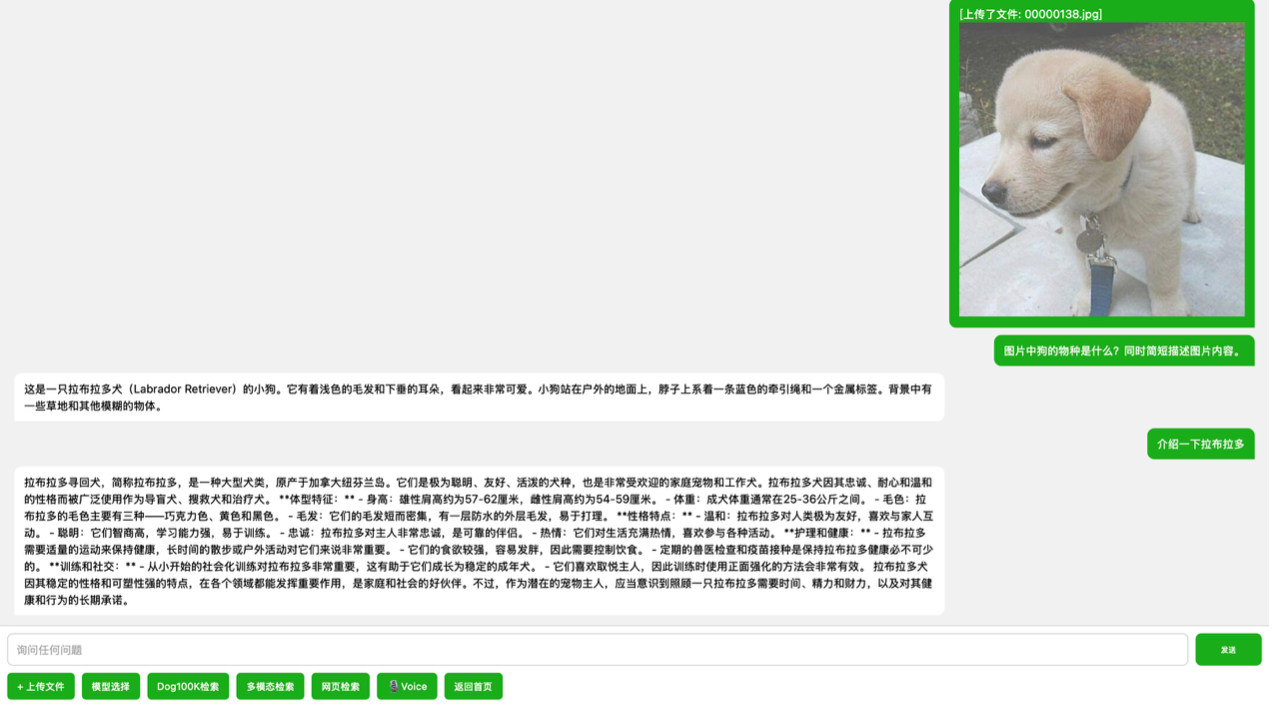 [上传了文件: 00000138.jpg]
图片中狗的物种是什么？同时简短描述图片内容。
这是一只拉布拉多犬（Labrador Retriever）的小狗。它有着浅色的毛发和下垂的耳朵，看起来非常可爱。小狗站在户外的地面上，脖子上系着一条蓝色的牵引绳和一个金属标签。背景中有
一些草地和其他模糊的物体。
介绍一下拉布拉多
拉布拉多寻回犬，简称拉布拉多，是一种大型犬类，原产于加拿大纽芬兰岛。它们是极为聪明、友好、活泼的犬种，也是非常受欢迎的家庭宠物和工作犬。拉布拉多犬因其忠诚、耐心和温和
的性格而被广泛使用作为导盲犬、搜救犬和治疗犬。 **体型特征：** - 身高：雄性肩高约为57-62厘米，雌性肩高约为54-59厘米。 - 体重：成犬体重通常在25-36公斤之间。 - 毛色：拉
布拉多的毛色主要有三种——巧克力色、黄色和黑色。 - 毛发：它们的毛发短而密集，有一层防水的外层毛发，易于打理。 **性格特点：** - 温和：拉布拉多对人类极为友好，喜欢与家人互
动。 - 聪明：它们智商高，学习能力强，易于训练。 - 忠诚：拉布拉多对主人非常忠诚，是可靠的伴侣。 - 热情：它们对生活充满热情，喜欢参与各种活动。 **护理和健康：** - 拉布拉多
需要适量的运动来保持健康，长时间的散步或户外活动对它们来说非常重要。 - 它们的食欲较强，容易发胖，因此需要控制饮食。 - 定期的兽医检查和疫苗接种是保持拉布拉多健康必不可少
的。 **训练和社交：** - 从小开始的社会化训练对拉布拉多非常重要，这有助于它们成长为稳定的成年犬。 - 它们喜欢取悦主人，因此训练时使用正面强化的方法会非常有效。 拉布拉多犬
因其稳定的性格和可塑性强的特点，在各个领域都能发挥重要作用，是家庭和社会的好伙伴。不过，作为潜在的宠物主人，应当意识到照顾一只拉布拉多需要时间、精力和财力，以及对其健
康和行为的长期承诺。
询问任何问题
发送
+ 上传文件
模型选择
Dog100K检索
多模态检索
网页检索
Voice
返回首页